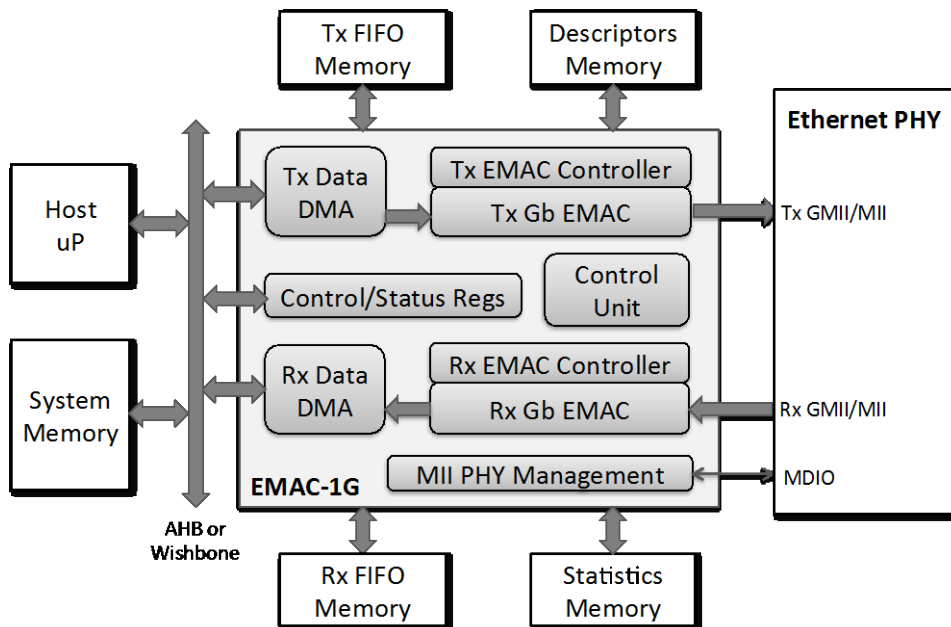 Tx FIFO
Memory
Descriptors
Memory
Ethernet PHY
Host
uP
Tx Data
DMA
Tx EMAC Controller
Tx Gb EMAC
Tx GMII/MII
Control/Status Regs
Control
Unit
System
Memory
Rx Data
DMA
Rx EMAC Controller
Rx Gb EMAC
Rx GMII/MII
MII PHY Management
MDIO
EMAC-1G
AHB or
Wishbone
Rx FIFO
Memory
Statistics
Memory